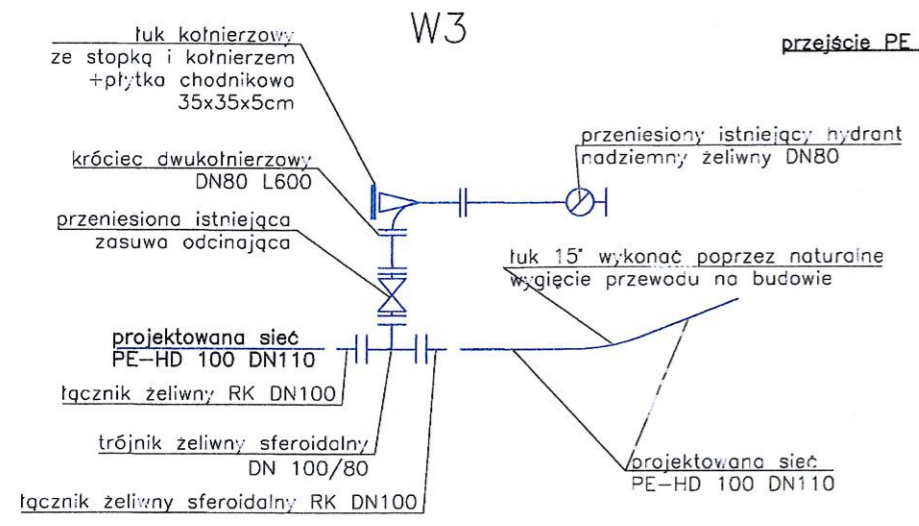 W3
łuk kołnierzowy
ze stopką i kołnierzem
+płytka chodnikowa
35x35x5cm
przejście PE
króciec dwukołnierzowy
DN80 L600
przeniesiony istniejący hydrant
nadziemny żeliwny DN80
przeniesiona istniejąca
zasuwa odcinająca
łuk 15° wykonać poprzez naturalne
wygięcie przewodu na budowie
projektowana sieć
PE-HD 100 DN110
łącznik żeliwny RK DN100
trójnik żeliwny sferoidalny
DN 100/80
łącznik żeliwny sferoidalny RK DN100
projektowana sieć
PE-HD 100 DN110